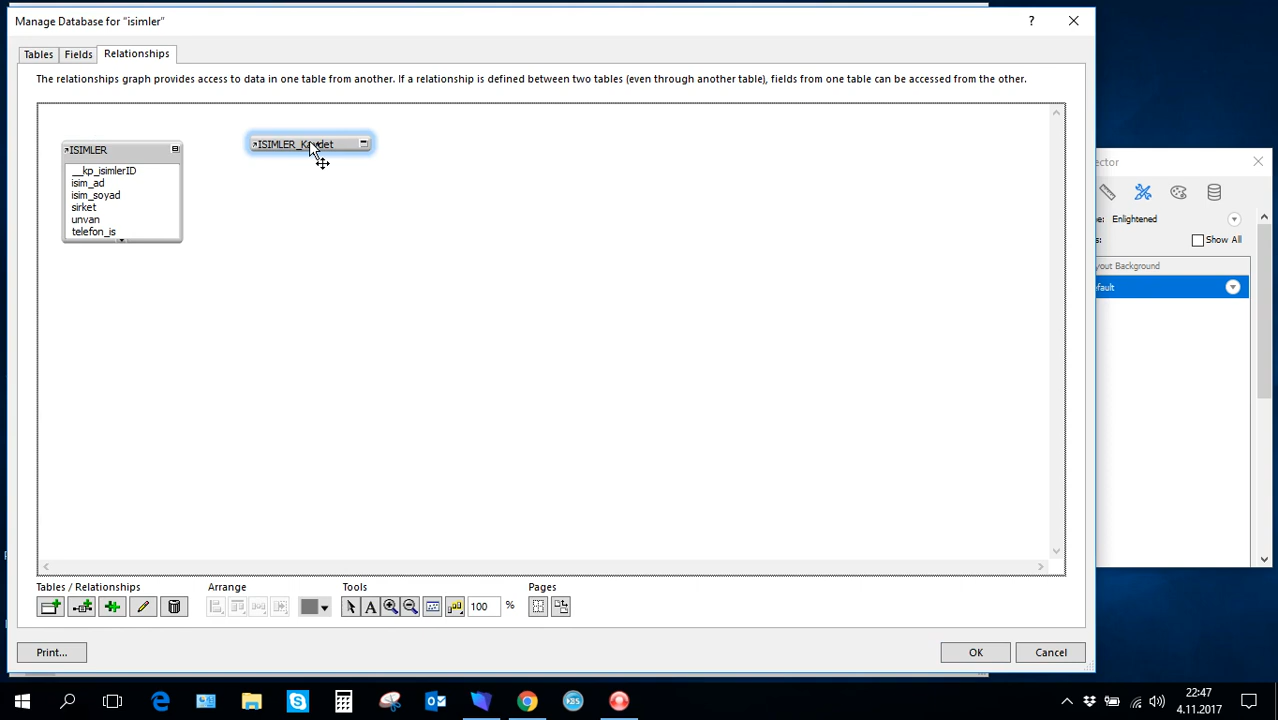 Manage Database for "isimler"
?
Tables
Fields
Relationships
The relationships graph provides access to data in one table from another. If a relationship is defined between two tables (even through another table), fields from one table can be accessed from the other.
ISIMLER
__kp_isimlerID
isim_ad
isim_soyad
sirket
unvan
telefon_is
ISIMLER_Kaydet
ector
Enlightened
Show All
yout Background
Tables / Relationships
Arrange
Tools
Pages
A
100
%
Print...
OK
Cancel
KBS
22:47
4.11.2017